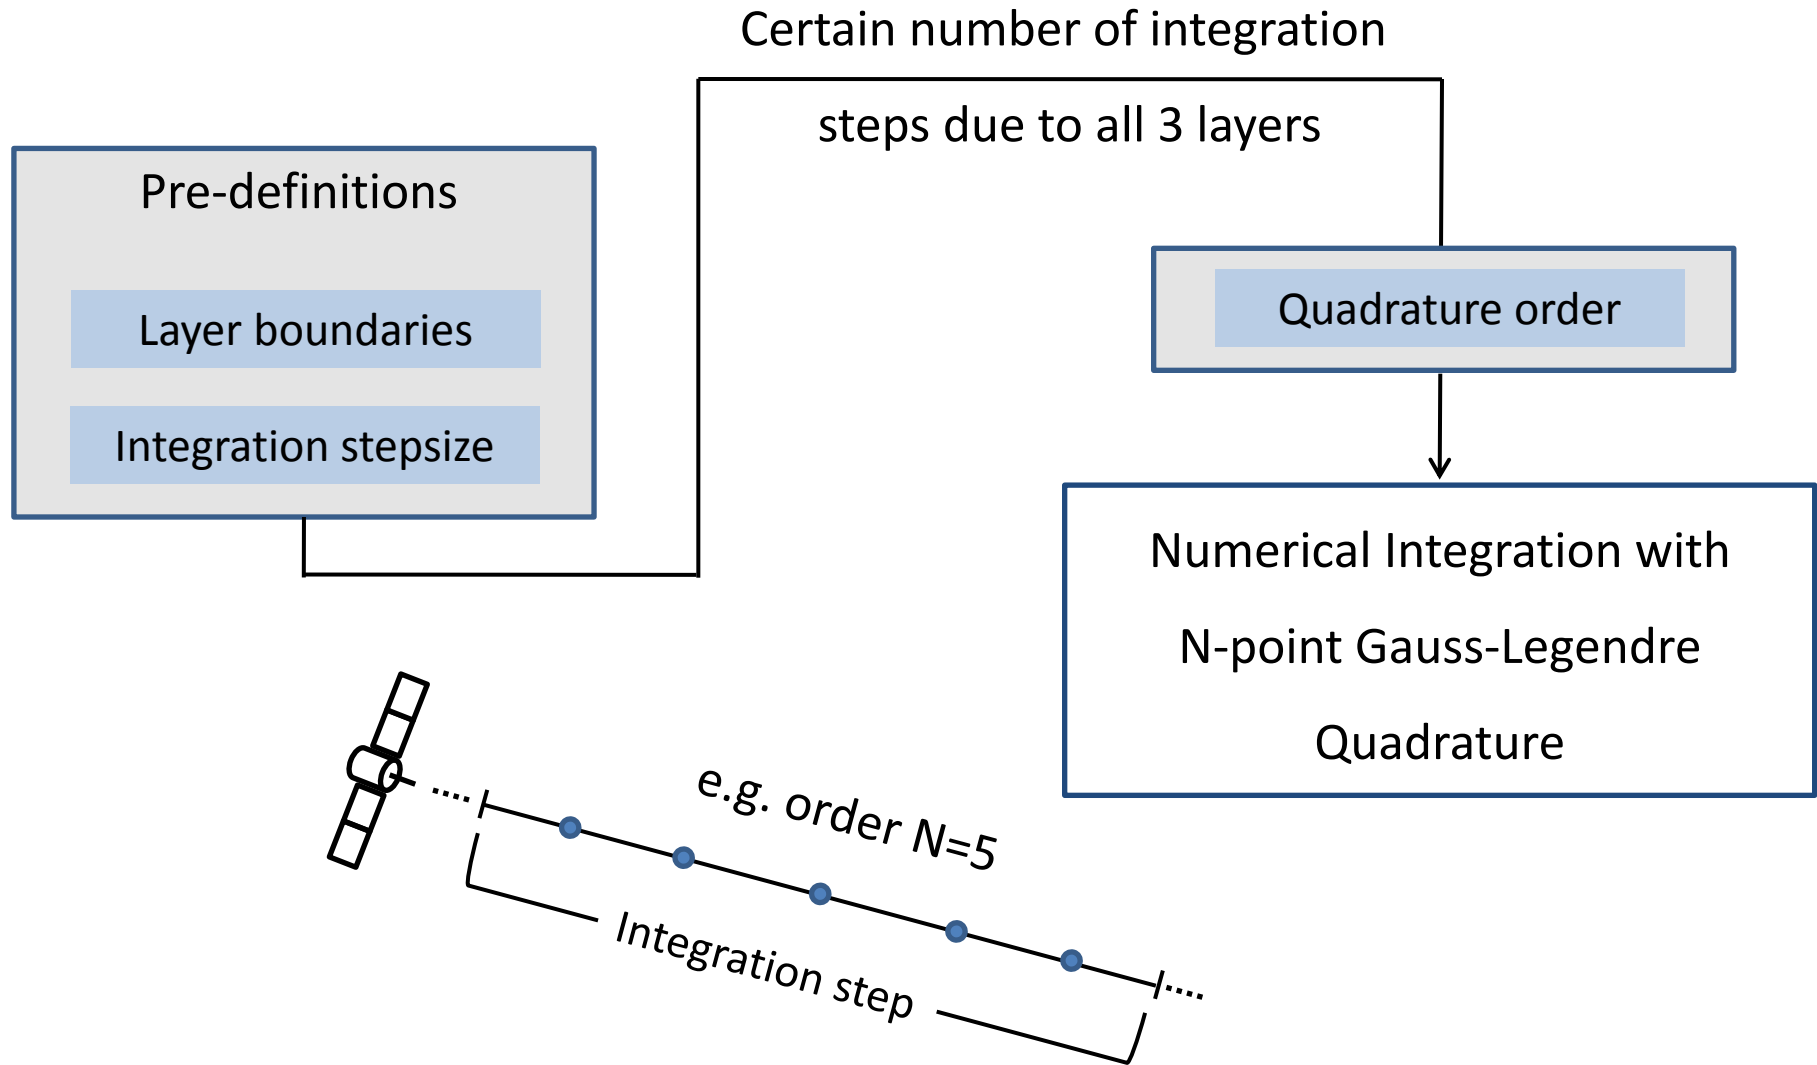 Certain number of integration
steps due to all 3 layers
Pre-definitions
Layer boundaries
Integration stepsize
Quadrature order
Numerical Integration with
N-point Gauss-Legendre
Quadrature
e.g. order N=5
Integration step